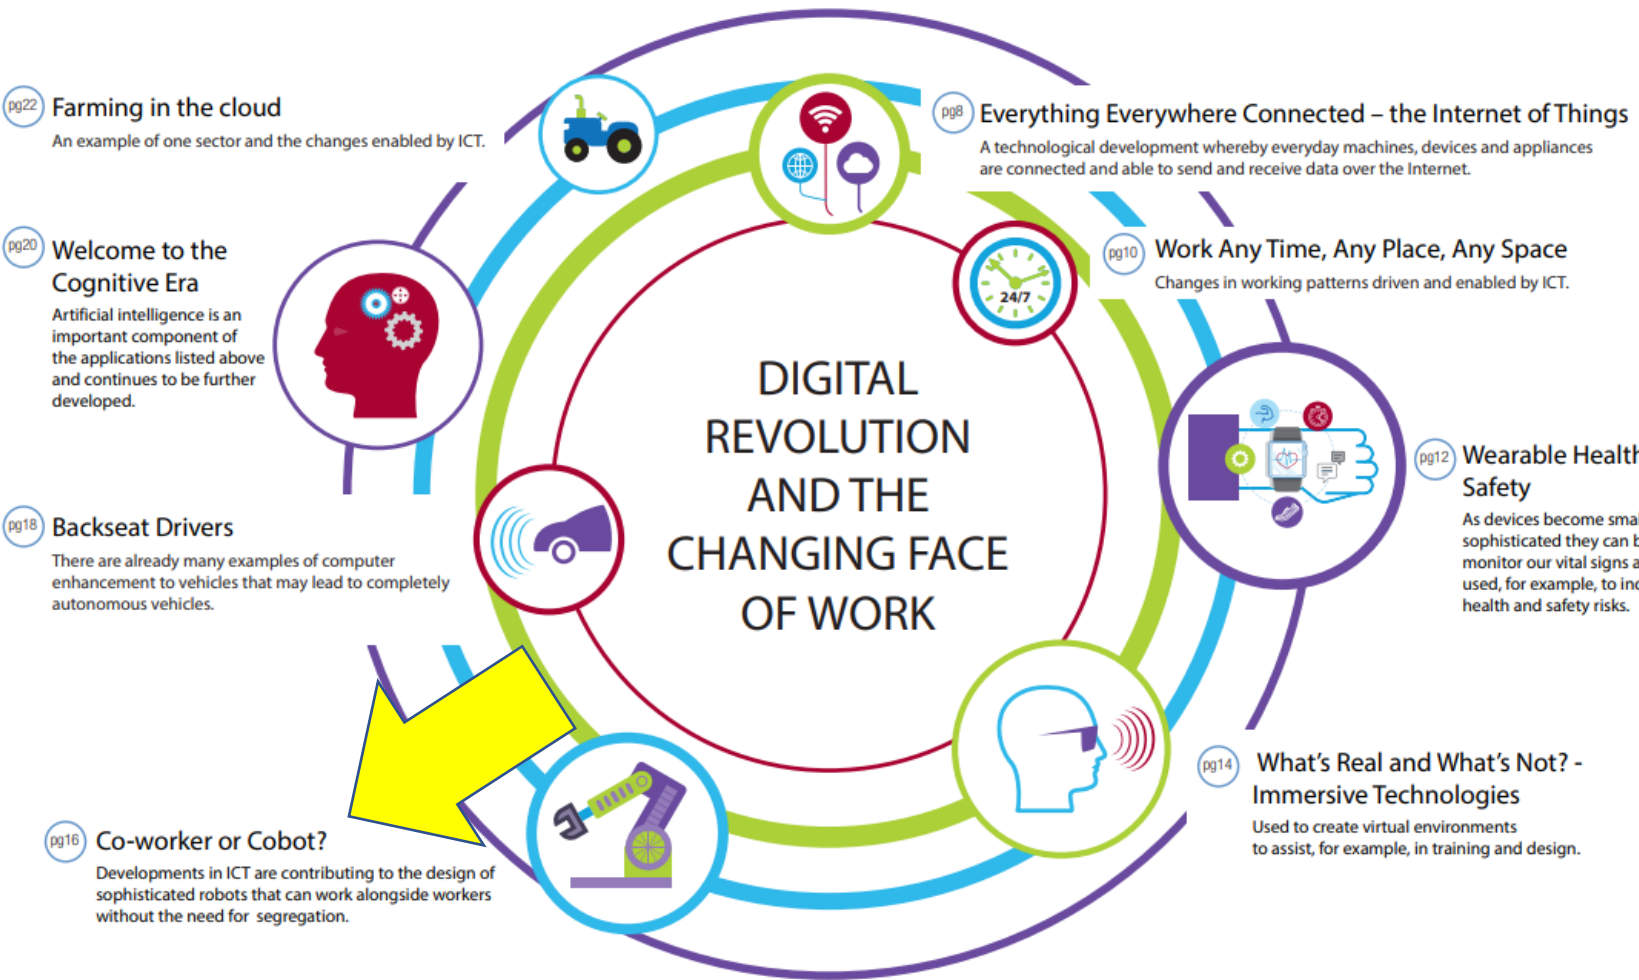 DIGITAL
REVOLUTION
AND THE
CHANGING FACE
OF WORK
pg8
Everything Everywhere Connected – the Internet of Things
A technological development whereby everyday machines, devices and appliances
are connected and able to send and receive data over the Internet.
pg10
Work Any Time, Any Place, Any Space
Changes in working patterns driven and enabled by ICT.
24/7
pg12
Wearable Health
Safety
As devices become
sophisticated they can
monitor our vital signs
used, for example, to
health and safety risks.
pg14
What's Real and What's Not? -
Immersive Technologies
Used to create virtual environments
to assist, for example, in training and design.
pg16
Co-worker or Cobot?
Developments in ICT are contributing to the design of
sophisticated robots that can work alongside workers
without the need for segregation.
pg18
Backseat Drivers
There are already many examples of computer
enhancement to vehicles that may lead to completely
autonomous vehicles.
pg20
Welcome to the
Cognitive Era
Artificial intelligence is an
important component of
the applications listed above
and continues to be further
developed.
pg22
Farming in the cloud
An example of one sector and the changes enabled by ICT.